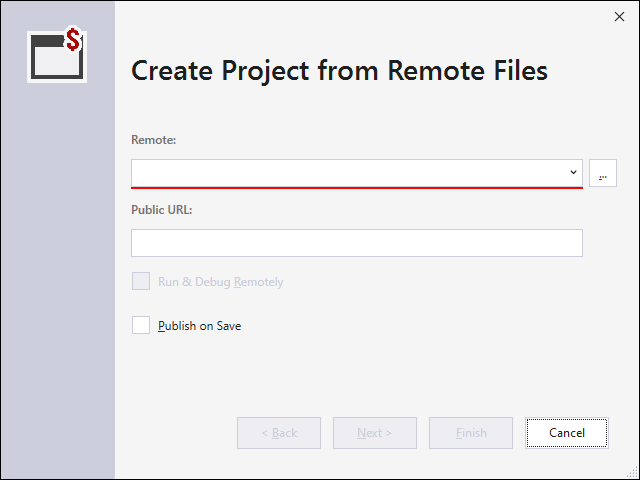 $
Create Project from Remote Files
Remote:
...
Public URL:
Run & Debug Remotely
Publish on Save
< Back Next > Finish Cancel